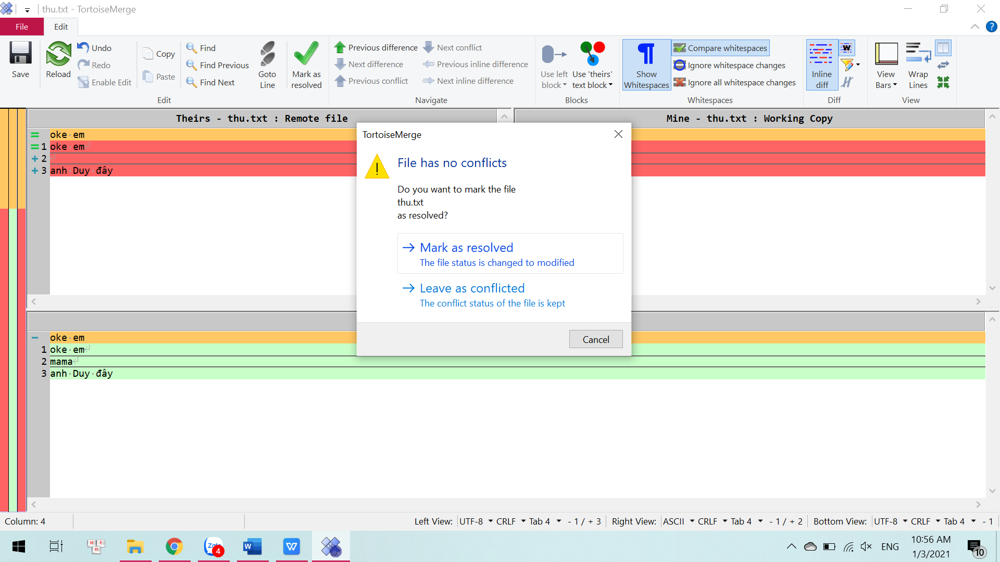 thu.txt - TortoiseMerge
File
Edit
?
Save
Reload
Undo
Redo
Enable Edit
Copy
Paste
Find
Find Previous
Find Next
Goto
Line
Mark as
resolved
Edit
Previous difference
Next difference
Previous conflict
Next conflict
Previous inline difference
Next inline difference
Navigate
Use left
block
Use 'theirs'
text block
Blocks
Show
Whitespaces
Compare whitespaces
Ignore whitespace changes
Ignore all whitespace changes
Whitespaces
Inline
diff
W
Diff
View
Bars
Wrap
Lines
View
Theirs - thu.txt : Remote file
Mine - thu.txt : Working Copy
oke em
1 oke em
2
3 anh Duy đây
TortoiseMerge
File has no conflicts
Do you want to mark the file
thu.txt
as resolved?
Mark as resolved
The file status is changed to modified
Leave as conflicted
The conflict status of the file is kept
Cancel
oke em
1 oke em
2 mama
3 anh Duy đây
Column: 4
Left View: UTF-8 CRLF Tab 4 - 1 / + 3
Right View: ASCII CRLF Tab 4 - 1 / + 2
Bottom View: UTF-8 CRLF Tab 4 - 1
u n i
Zalo
4
W
W
ENG
10:56 AM
1/3/2021
10